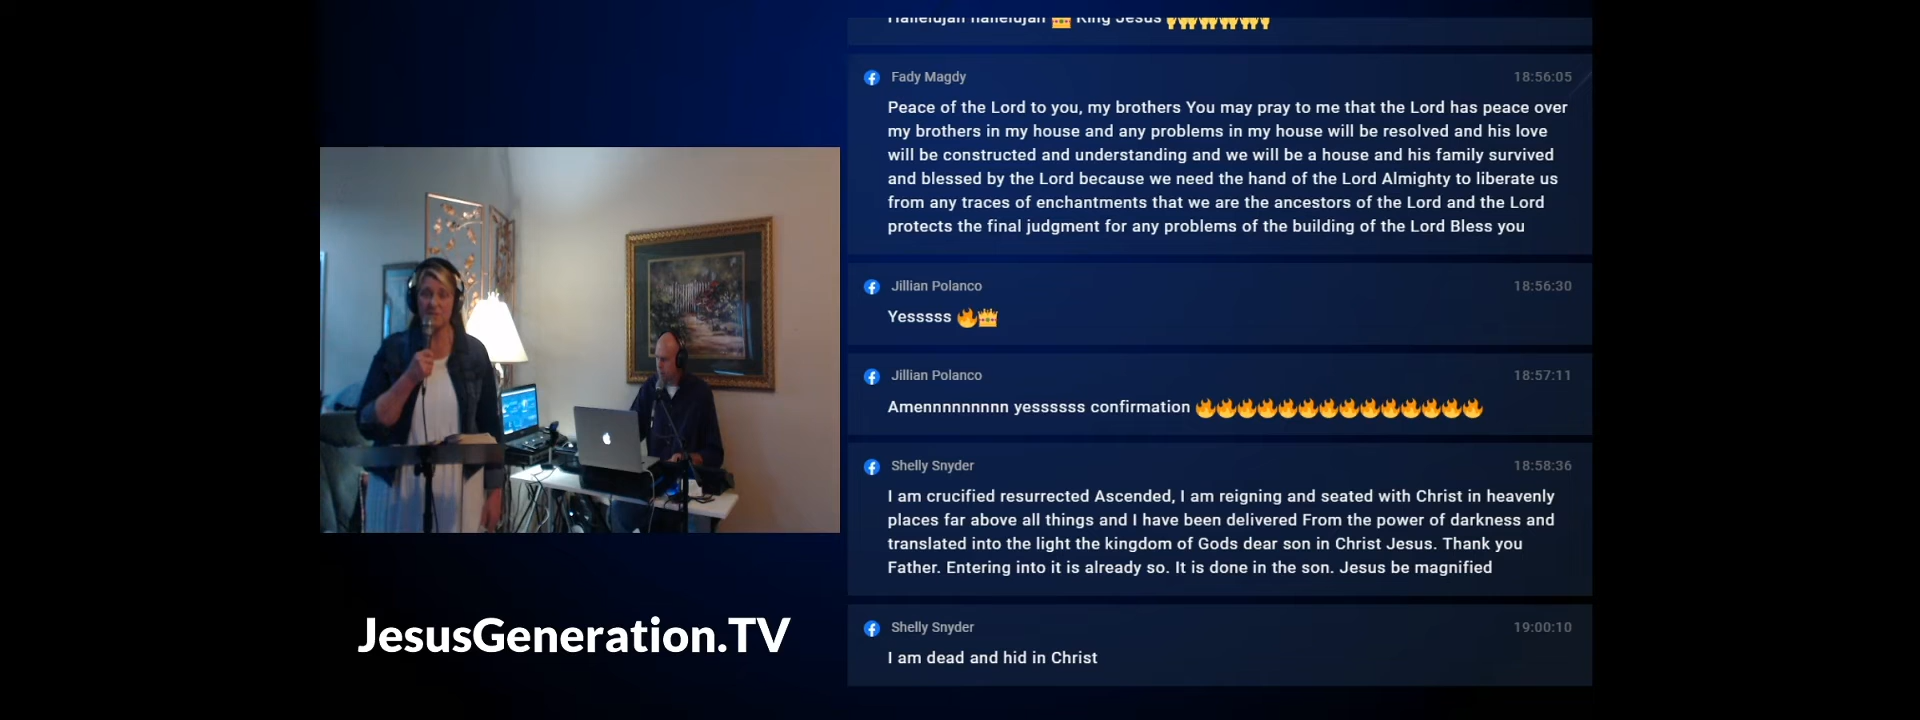 Hallelujah hallelujah 👑 King Jesus 🙌🙌🙌🙌🙌🙌
Fady Magdy
18:56:05
Peace of the Lord to you, my brothers You may pray to me that the Lord has peace over
my brothers in my house and any problems in my house will be resolved and his love
will be constructed and understanding and we will be a house and his family survived
and blessed by the Lord because we need the hand of the Lord Almighty to liberate us
from any traces of enchantments that we are the ancestors of the Lord and the Lord
protects the final judgment for any problems of the building of the Lord Bless you
Jillian Polanco
18:56:30
Yesssss 🔥👑
Jillian Polanco
18:57:11
Amennnnnnnnn yessssss confirmation 🔥🔥🔥🔥🔥🔥🔥🔥🔥🔥🔥🔥🔥🔥
Shelly Snyder
18:58:36
I am crucified resurrected Ascended, I am reigning and seated with Christ in heavenly
places far above all things and I have been delivered From the power of darkness and
translated into the light the kingdom of Gods dear son in Christ Jesus. Thank you
Father. Entering into it is already so. It is done in the son. Jesus be magnified
Shelly Snyder
19:00:10
I am dead and hid in Christ
JesusGeneration.TV